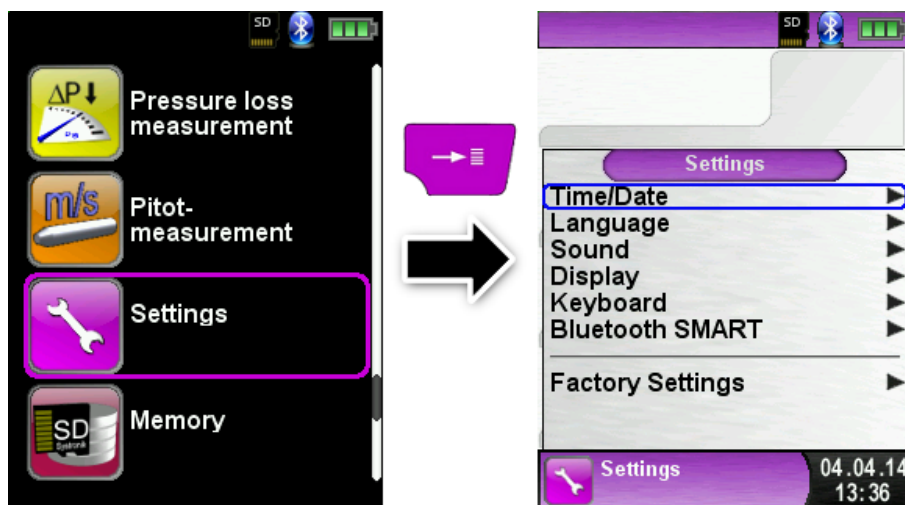 SD
ΔP
Pa
Pressure loss
measurement
m/s
Pitot-
measurement
Settings
SD
Systronik
Memory
SD
Settings
Time/Date
Language
Sound
Display
Keyboard
Bluetooth SMART
Factory Settings
Settings
04.04.14
13:36